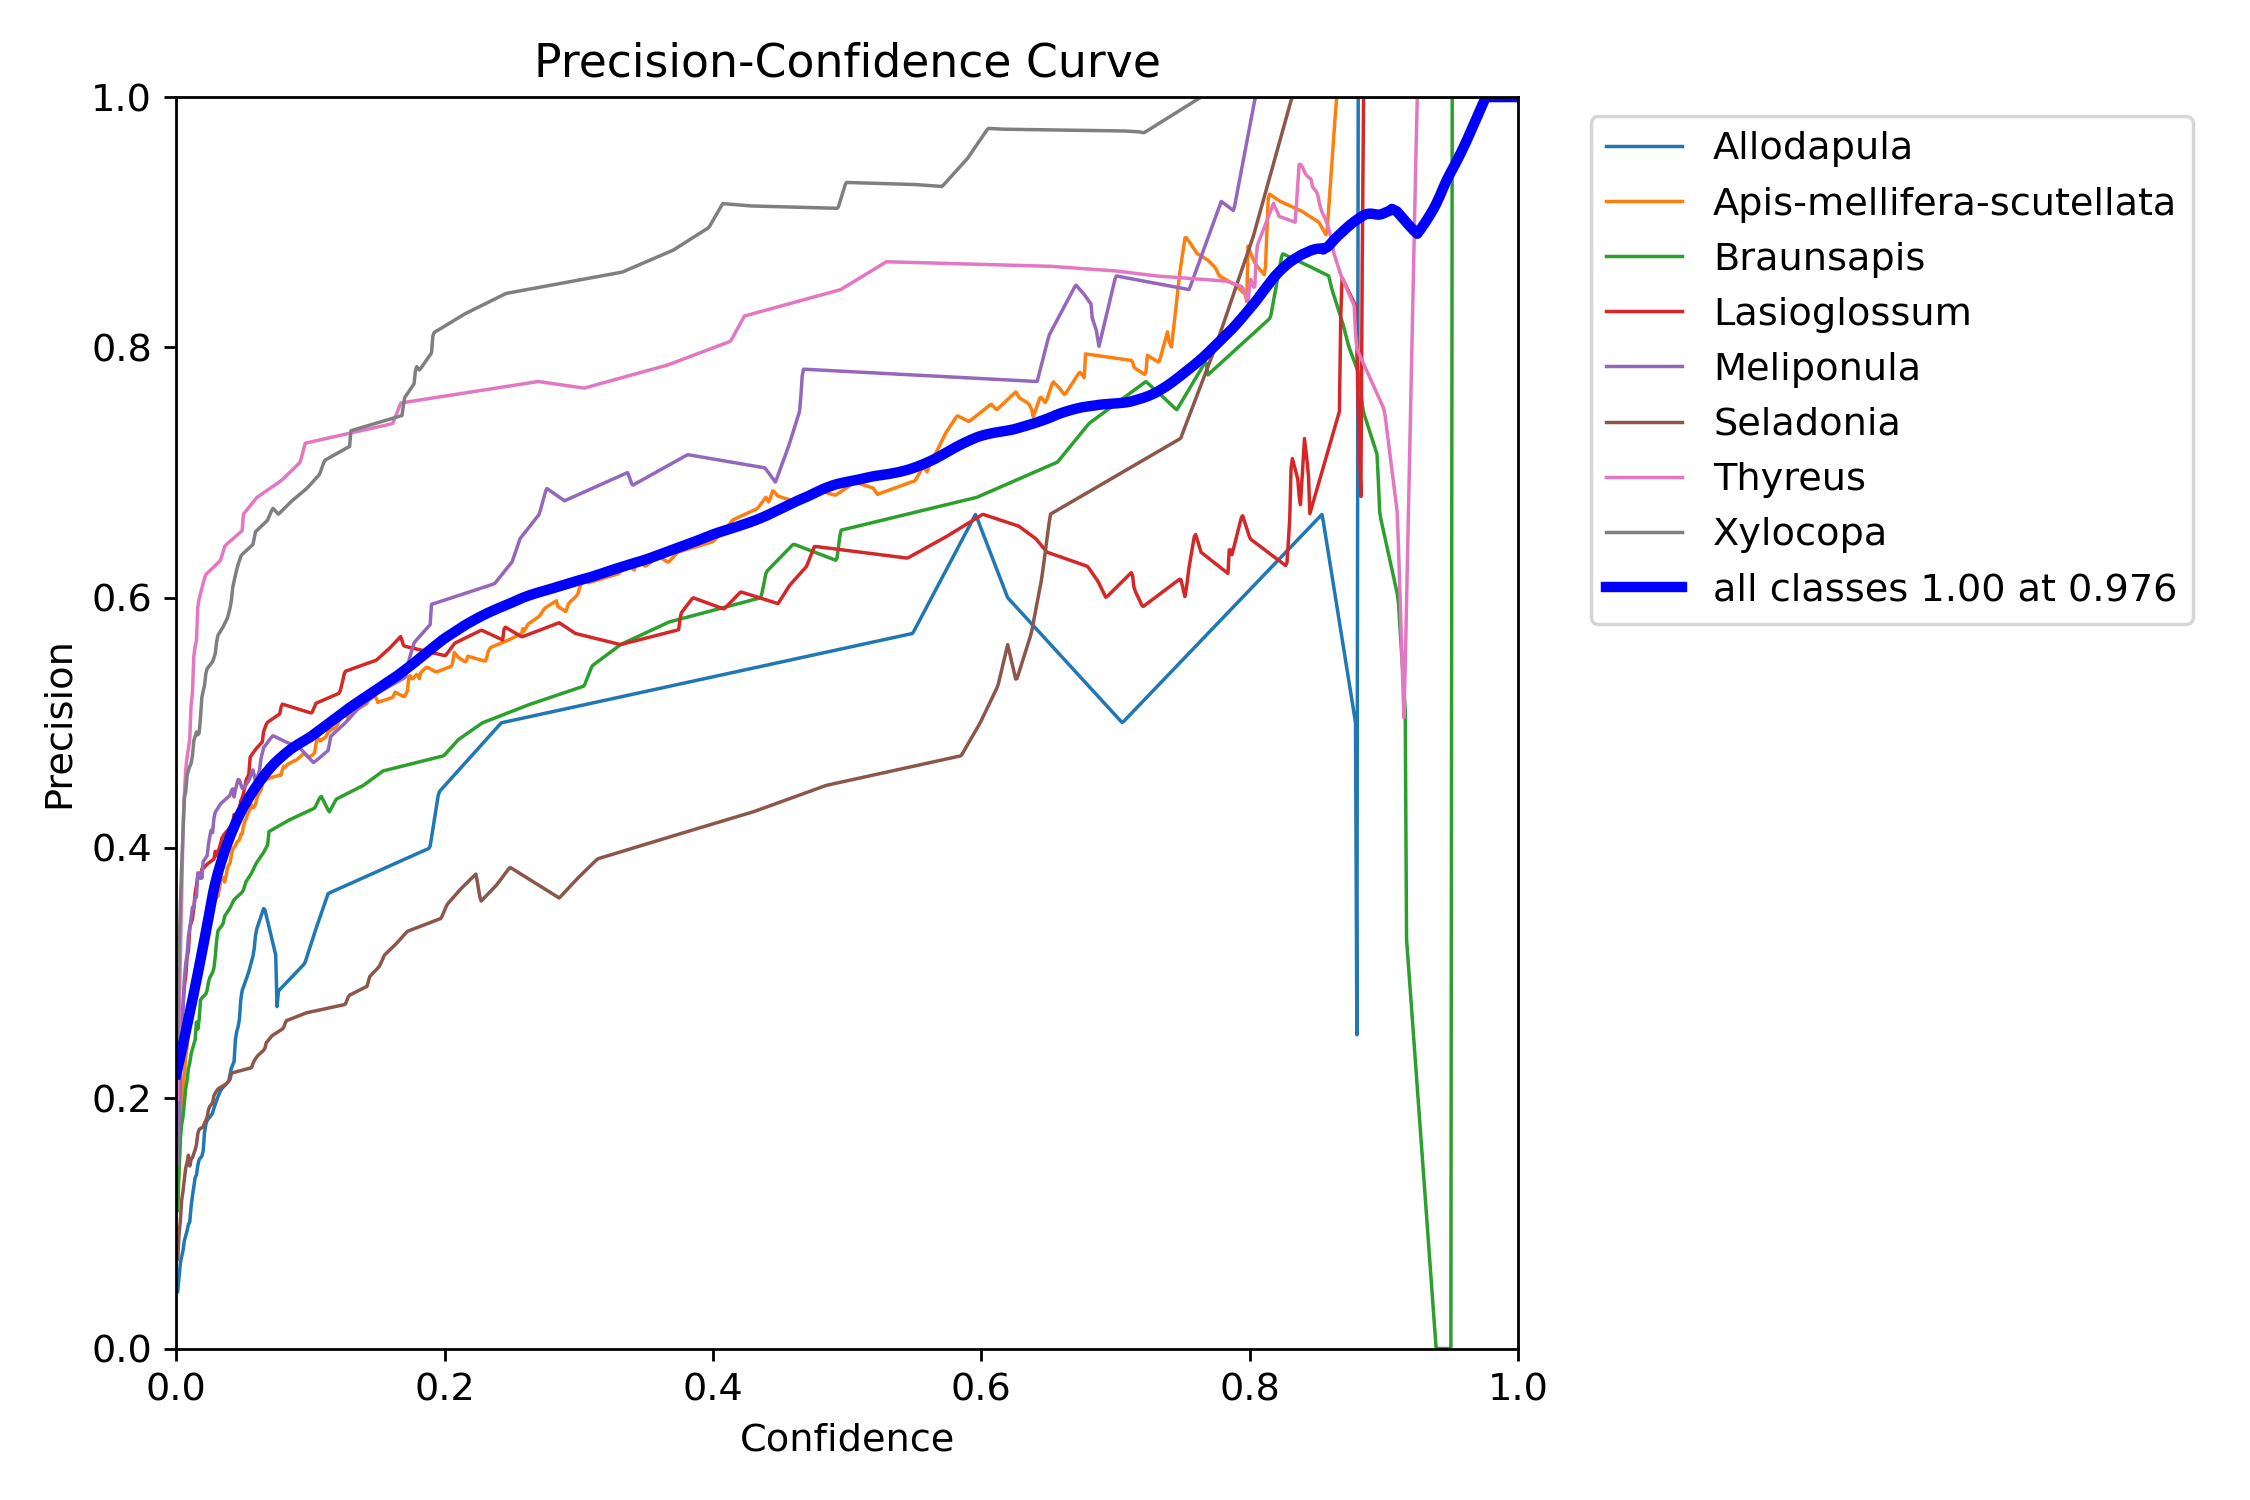 Precision-Confidence Curve
1.0
0.8
0.6
0.4
0.2
0.0
Precision
0.0 0.2 0.4 0.6 0.8 1.0
Confidence
Allodapula
Apis-mellifera-scutellata
Braunsapis
Lasioglossum
Meliponula
Seladonia
Thyreus
Xylocopa
all classes 1.00 at 0.976